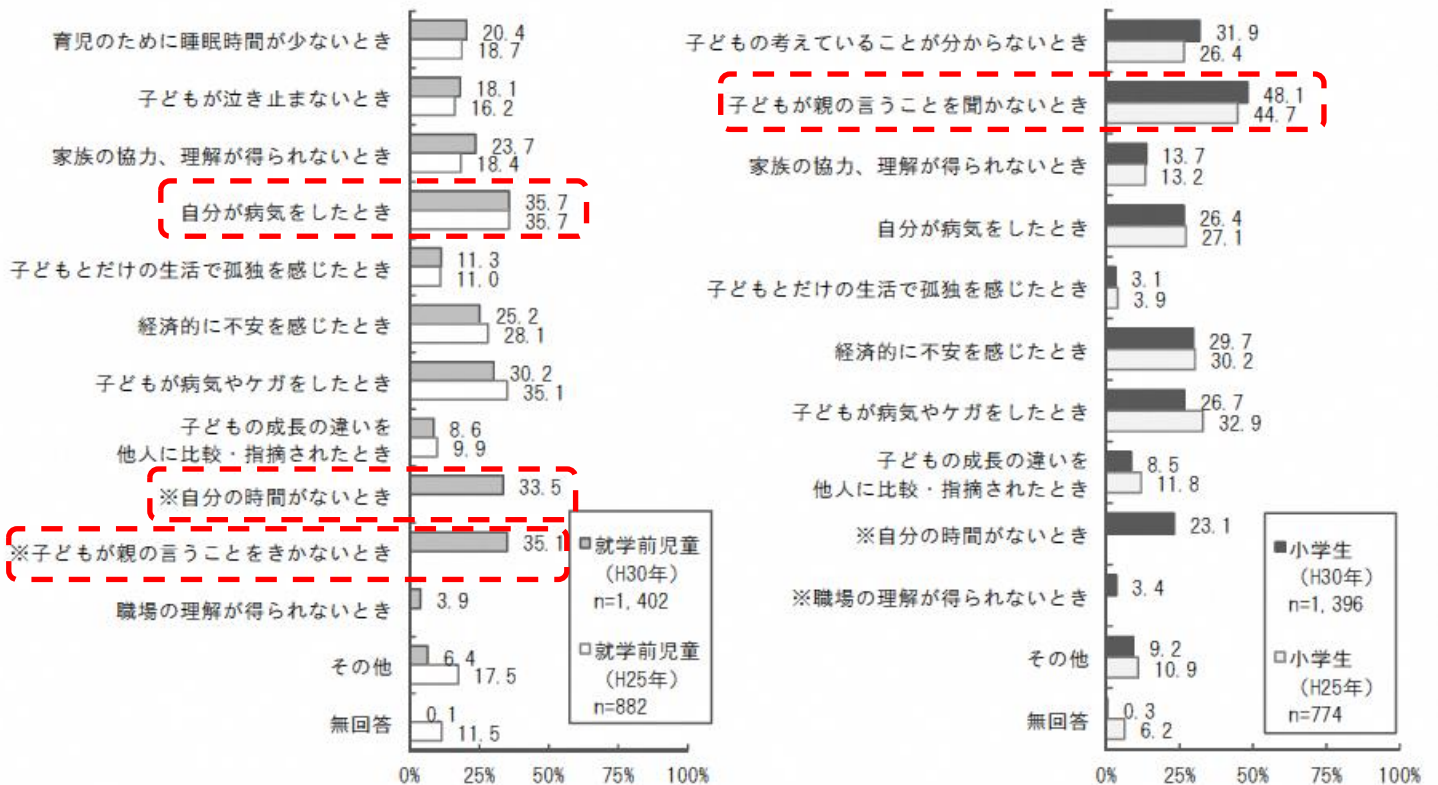 育児のために睡眠時間が少ないとき 20.4
18.7
子どもが泣き止まないとき 18.1
16.2
家族の協力、理解が得られないとき 23.7
18.4
自分が病気をしたとき 35.7
35.7
子どもとだけの生活で孤独を感じたとき 11.3
11.0
経済的に不安を感じたとき 25.2
28.1
子どもが病気やケガをしたとき 30.2
35.1
子どもの成長の違いを 8.6
他人に比較・指摘されたとき 9.9
※自分の時間がないとき 33.5
※子どもが親の言うことをきかないとき 35.1
職場の理解が得られないとき 3.9
その他 6.4
17.5
無回答 0.1
11.5
0% 25% 50% 75% 100%
就学前児童
(H30年)
n=1,402
就学前児童
(H25年)
n=882
子どもの考えていることが分からないとき 31.9
26.4
子どもが親の言うことを聞かないとき 48.1
44.7
家族の協力、理解が得られないとき 13.7
13.2
自分が病気をしたとき 26.4
27.1
子どもとだけの生活で孤独を感じたとき 3.1
3.9
経済的に不安を感じたとき 29.7
30.2
子どもが病気やケガをしたとき 26.7
32.9
子どもの成長の違いを 8.5
他人に比較・指摘されたとき 11.8
※自分の時間がないとき 23.1
※職場の理解が得られないとき 3.4
その他 9.2
10.9
無回答 0.3
6.2
0% 25% 50% 75% 100%
小学生
(H30年)
n=1,396
小学生
(H25年)
n=774